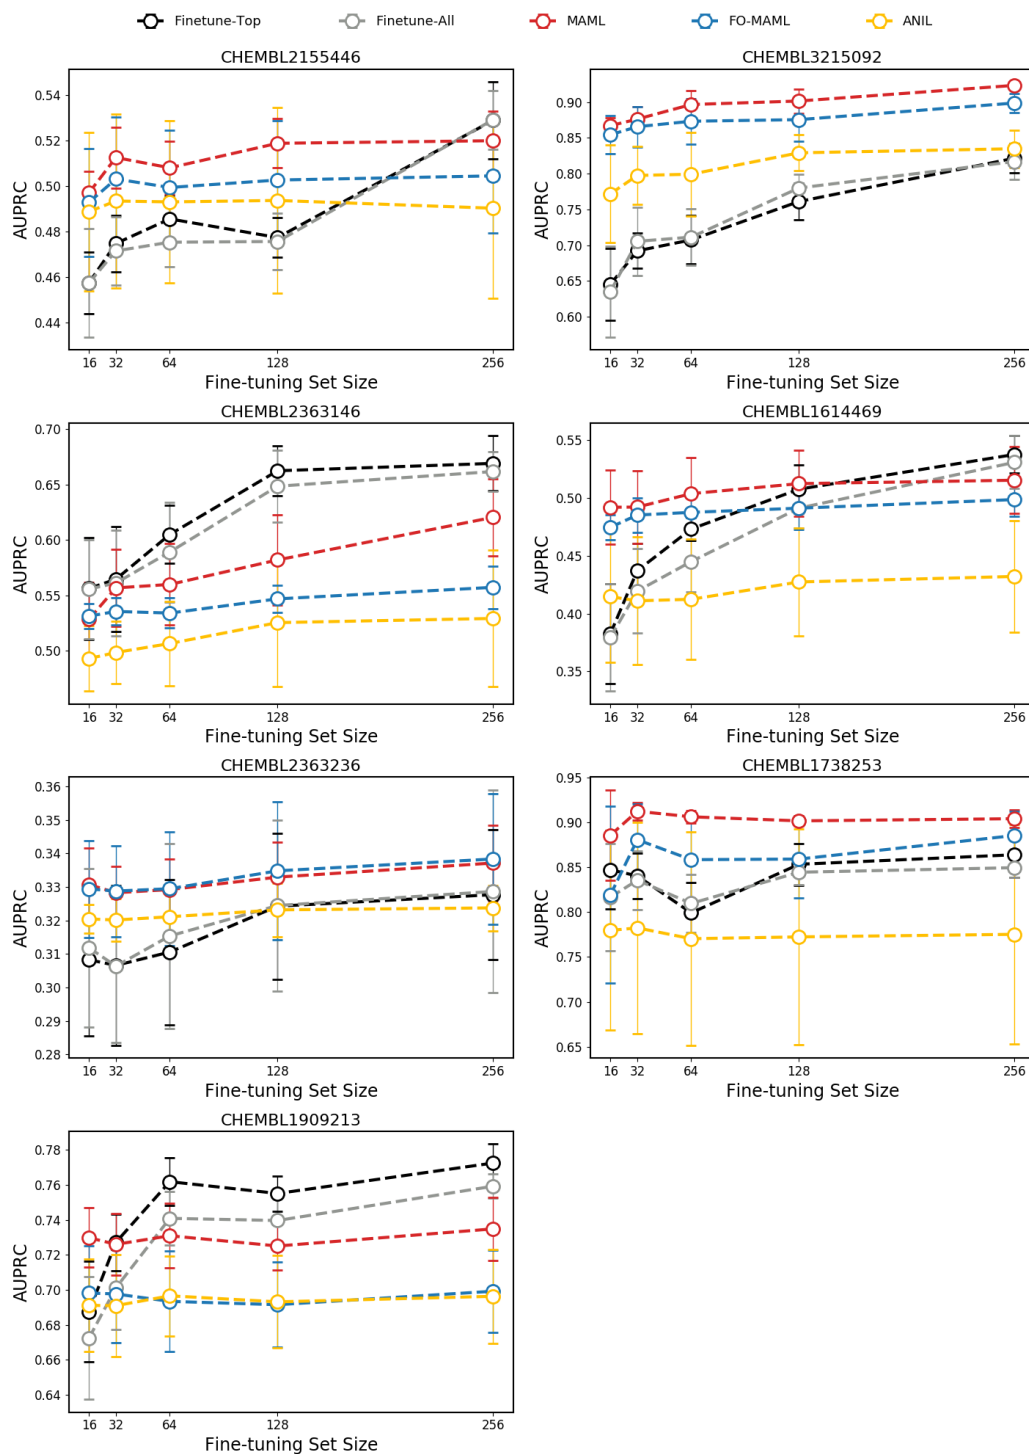 Finetune-Top Finetune-All MAML FO-MAML ANIL
CHEMBL2155446
AUPRC
0.54
0.52
0.50
0.48
0.46
0.44
16 32 64 128 256
Fine-tuning Set Size
CHEMBL3215092
AUPRC
0.90
0.85
0.80
0.75
0.70
0.65
0.60
16 32 64 128 256
Fine-tuning Set Size
CHEMBL2363146
AUPRC
0.70
0.65
0.60
0.55
0.50
16 32 64 128 256
Fine-tuning Set Size
CHEMBL1614469
AUPRC
0.55
0.50
0.45
0.40
0.35
16 32 64 128 256
Fine-tuning Set Size
CHEMBL2363236
AUPRC
0.36
0.35
0.34
0.33
0.32
0.31
0.30
0.29
0.28
16 32 64 128 256
Fine-tuning Set Size
CHEMBL1738253
AUPRC
0.95
0.90
0.85
0.80
0.75
0.70
0.65
16 32 64 128 256
Fine-tuning Set Size
CHEMBL1909213
AUPRC
0.78
0.76
0.74
0.72
0.70
0.68
0.66
0.64
16 32 64 128 256
Fine-tuning Set Size